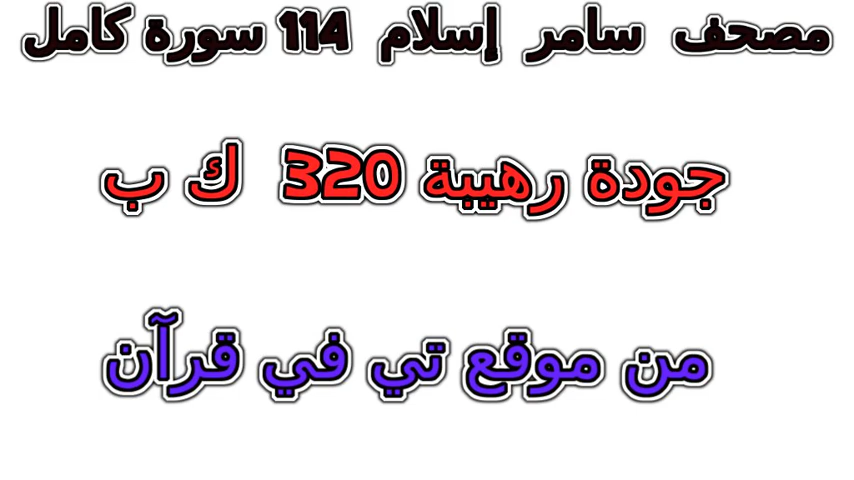 مصحف سامر إسلام 114 سورة كامل
جودة رهيبة 320 ك ب
من موقع تي في قرآن